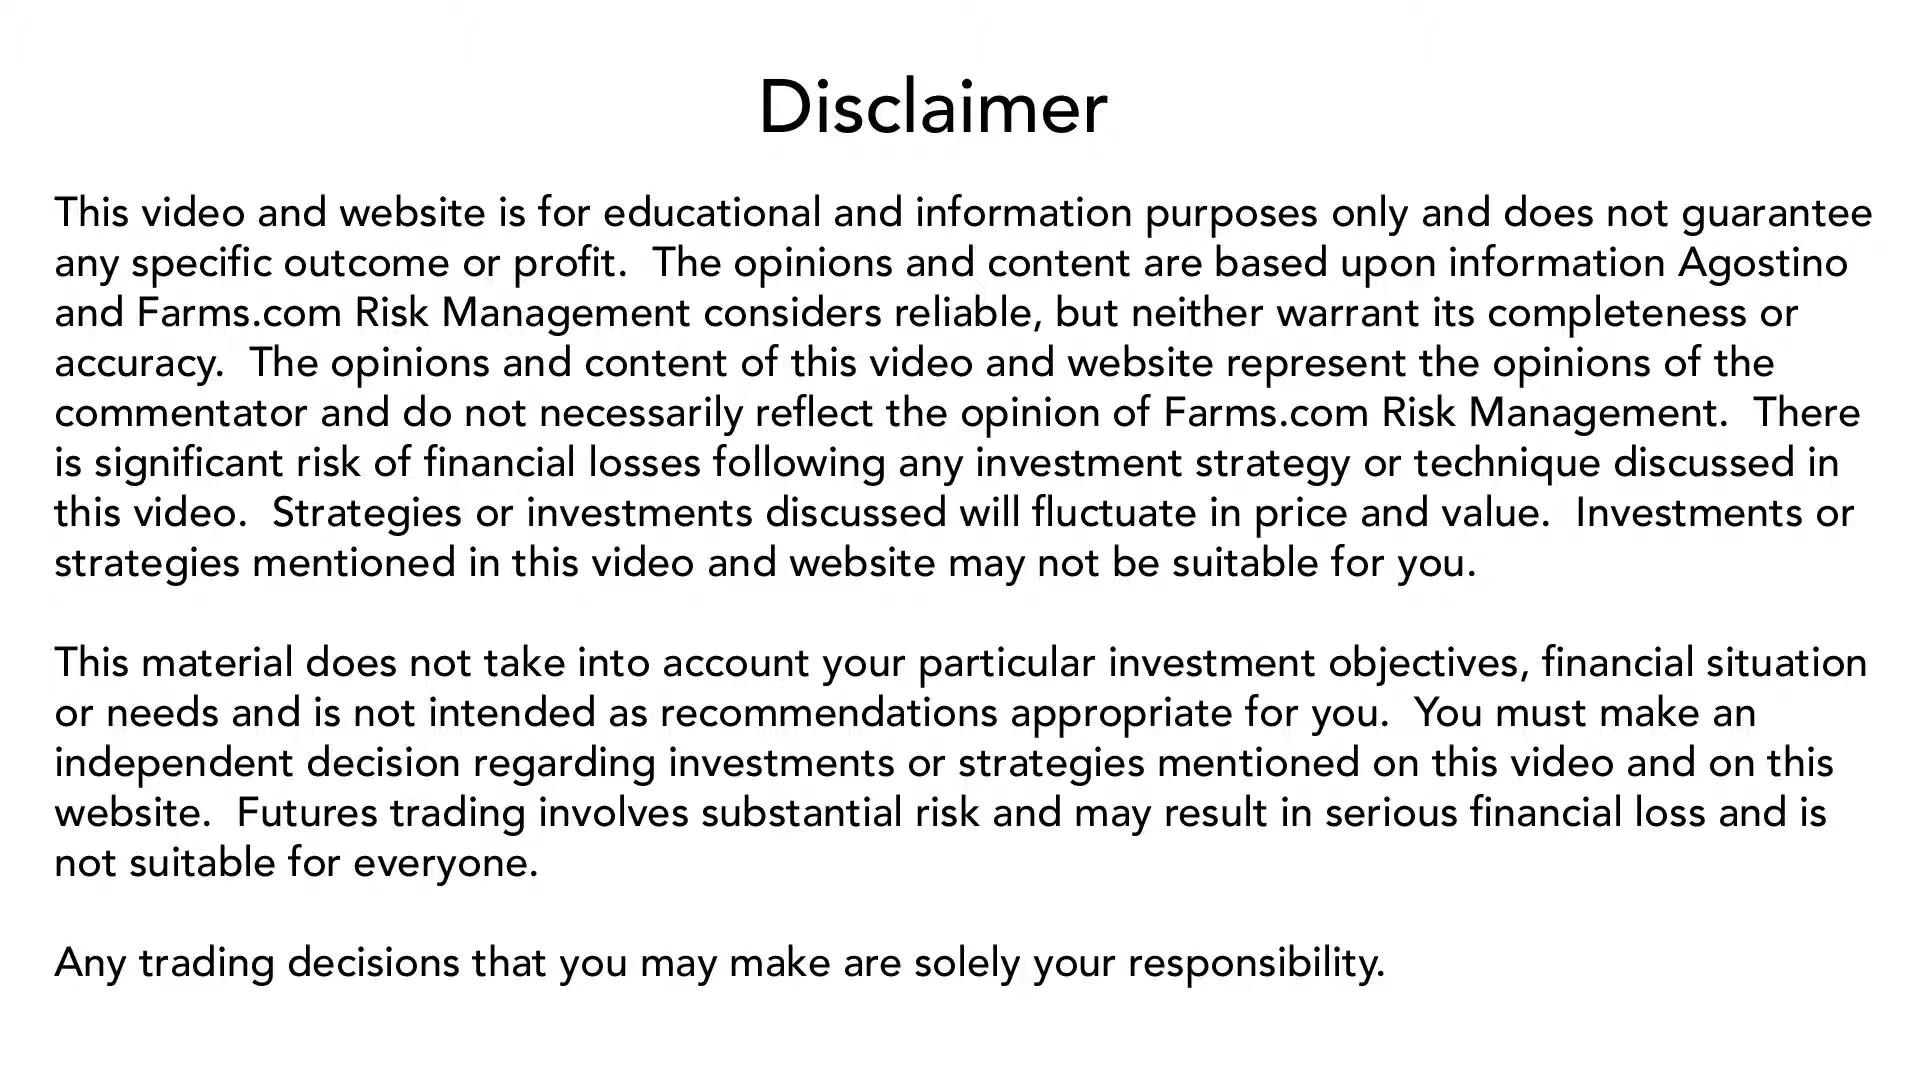 Disclaimer
This video and website is for educational and information purposes only and does not guarantee
any specific outcome or profit.  The opinions and content are based upon information Agostino
and Farms.com Risk Management considers reliable, but neither warrant its completeness or
accuracy.  The opinions and content of this video and website represent the opinions of the
commentator and do not necessarily reflect the opinion of Farms.com Risk Management.  There
is significant risk of financial losses following any investment strategy or technique discussed in
this video.  Strategies or investments discussed will fluctuate in price and value.  Investments or
strategies mentioned in this video and website may not be suitable for you.
This material does not take into account your particular investment objectives, financial situation
or needs and is not intended as recommendations appropriate for you.  You must make an
independent decision regarding investments or strategies mentioned on this video and on this
website.  Futures trading involves substantial risk and may result in serious financial loss and is
not suitable for everyone.
Any trading decisions that you may make are solely your responsibility.